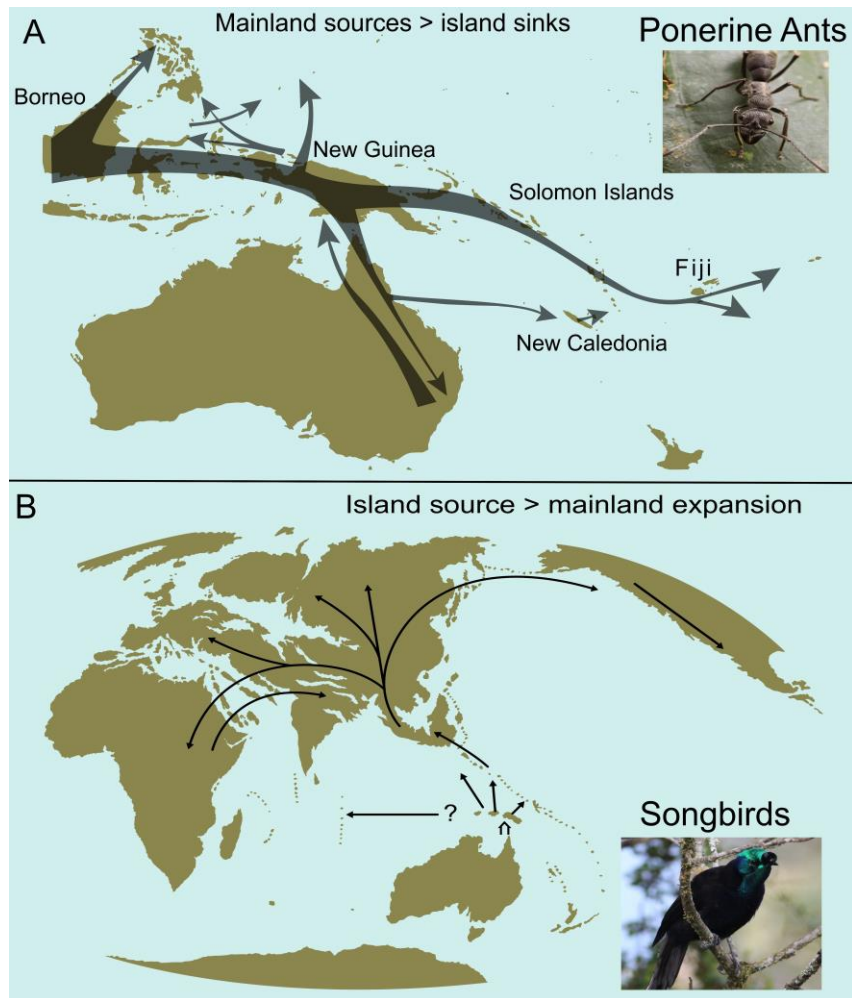 A
Mainland sources > island sinks
Ponerine Ants
Borneo
New Guinea
Solomon Islands
Fiji
New Caledonia
B
Island source > mainland expansion
?
Songbirds